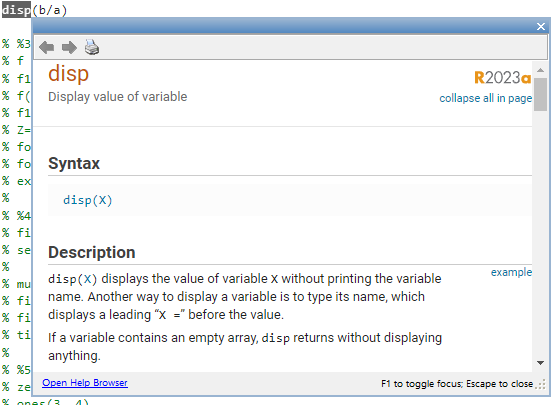 disp(b/a)
% %3
% f
% f1
% f(
% f1
% Z=
% fo
% fo
% ex
%
% %4
% fi
% se
%
% mu
% fi
% fi
% ti
%
% %5
% ze
% ones(3, 4)
disp
R2023a
Display value of variable
collapse all in page
Syntax
disp(X)
Description
disp(X) displays the value of variable X without printing the variable
example
name. Another way to display a variable is to type its name, which
displays a leading “X =” before the value.
If a variable contains an empty array, disp returns without displaying
anything.
Open Help Browser
F1 to toggle focus; Escape to close